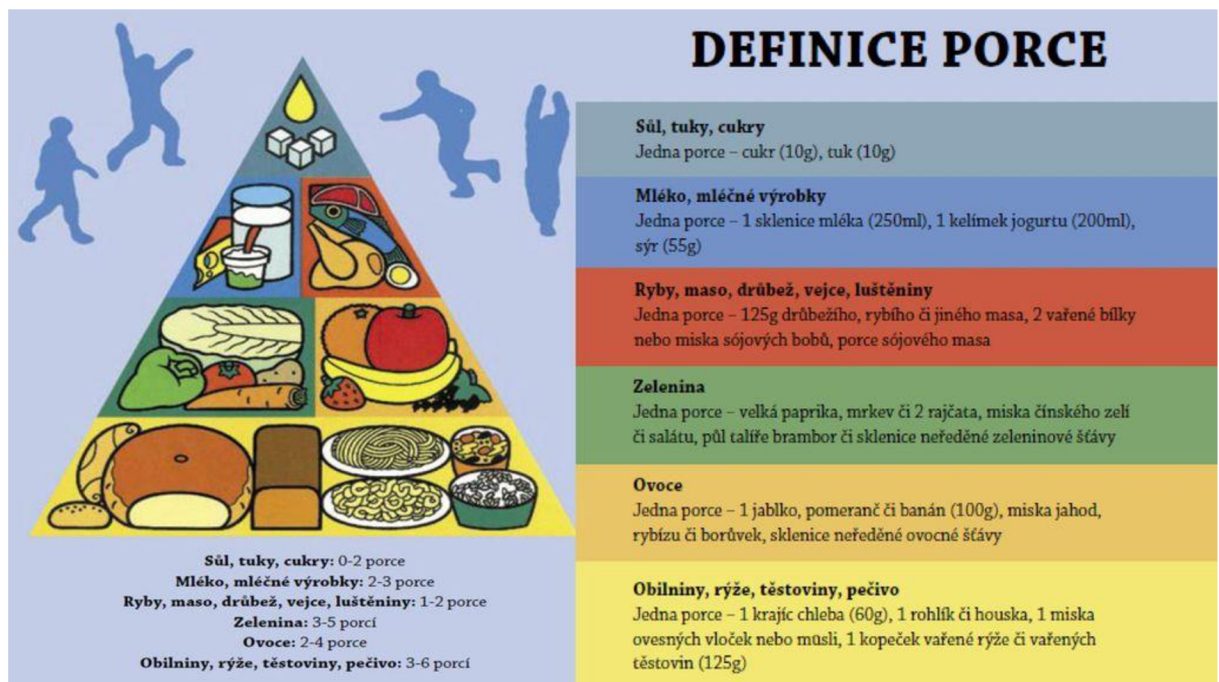 DEFINICE PORCE
Sůl, tuky, cukry
Jedna porce – cukr (10g), tuk (10g)
Mléko, mléčné výrobky
Jedna porce – 1 sklenice mléka (250ml), 1 kelímek jogurtu (200ml),
sýr (55g)
Ryby, maso, drůbež, vejce, luštěniny
Jedna porce – 125g drůbežího, rybího či jiného masa, 2 vařené bílky
nebo miska sójových bobů, porce sójového masa
Zelenina
Jedna porce – velká paprika, mrkev či 2 rajčata, miska čínského zelí
či salátu, půl talíře brambor či sklenice neředěné zeleninové šťávy
Ovoce
Jedna porce – 1 jablko, pomeranč či banán (100g), miska jahod,
rybízu či borůvek, sklenice neředěné ovocné šťávy
Obilniny, rýže, těstoviny, pečivo
Jedna porce – 1 krajíc chleba (60g), 1 rohlík či houska, 1 miska
ovesných vloček nebo müsli, 1 kopeček vařené rýže či vařených
těstovin (125g)
Sůl, tuky, cukry: 0-2 porce
Mléko, mléčné výrobky: 2-3 porce
Ryby, maso, drůbež, vejce, luštěniny: 1-2 porce
Zelenina: 3-5 porcí
Ovoce: 2-4 porce
Obilniny, rýže, těstoviny, pečivo: 3-6 porcí